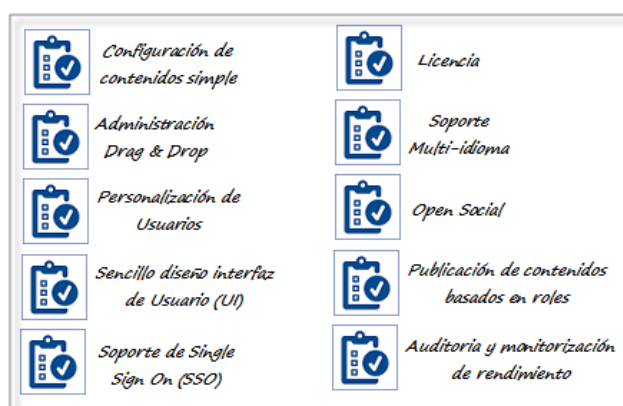 Configuración de
contenidos simple
Administración
Drag & Drop
Personalización de
Usuarios
Sencillo diseño interfaz
de Usuario (UI)
Soporte de Single
Sign On (SSO)
Licencia
Soporte
Multi-idioma
Open Social
Publicación de contenidos
basados en roles
Auditoria y monitorización
de rendimiento